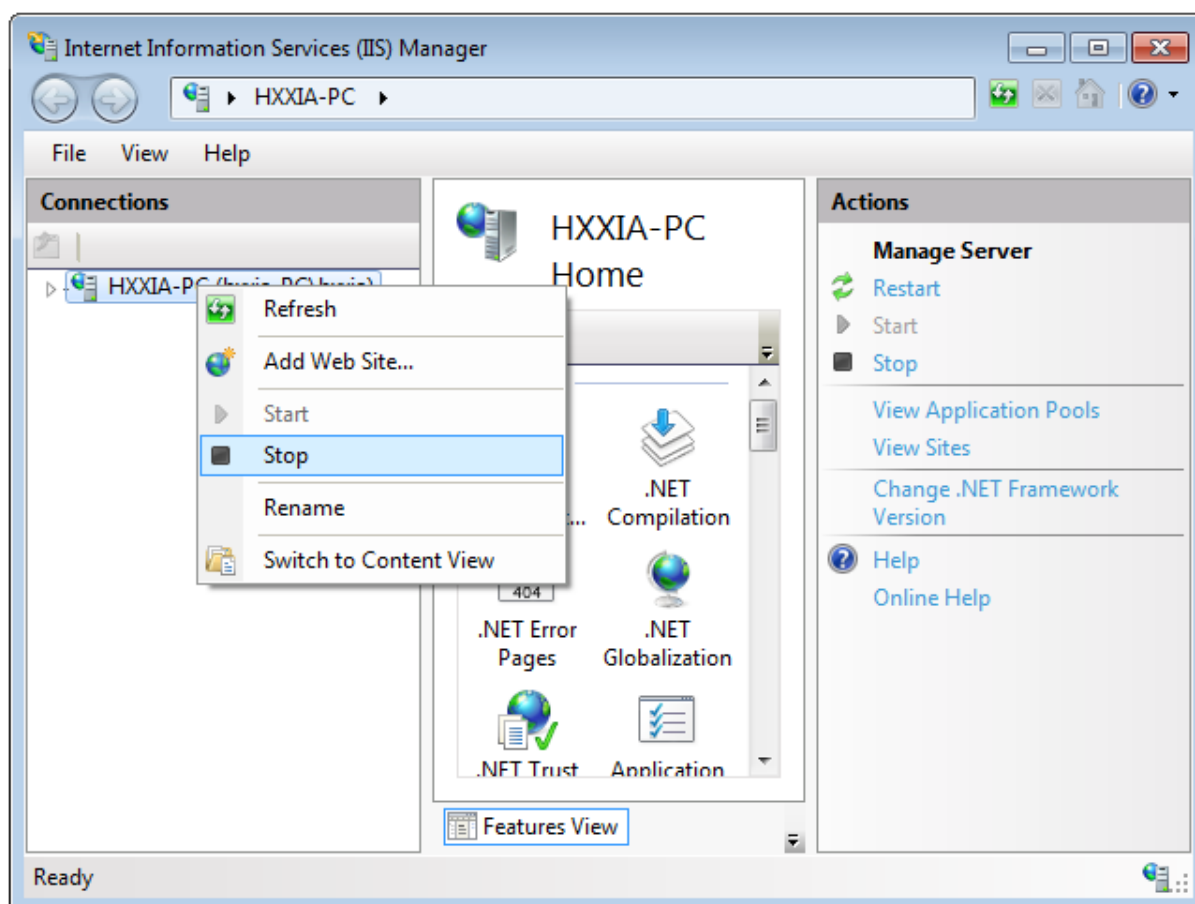 Internet Information Services (IIS) Manager
HXXIA-PC
File View Help
Connections
HXXIA-PC
Refresh
Add Web Site...
Start
Stop
Rename
Switch to Content View
HXXIA-PC
Home
.NET
Compilation
404
.NET Error
Pages
.NET
Globalization
.NET Trust
Application
Features View
Actions
Manage Server
Restart
Start
Stop
View Application Pools
View Sites
Change .NET Framework
Version
Help
Online Help
Ready